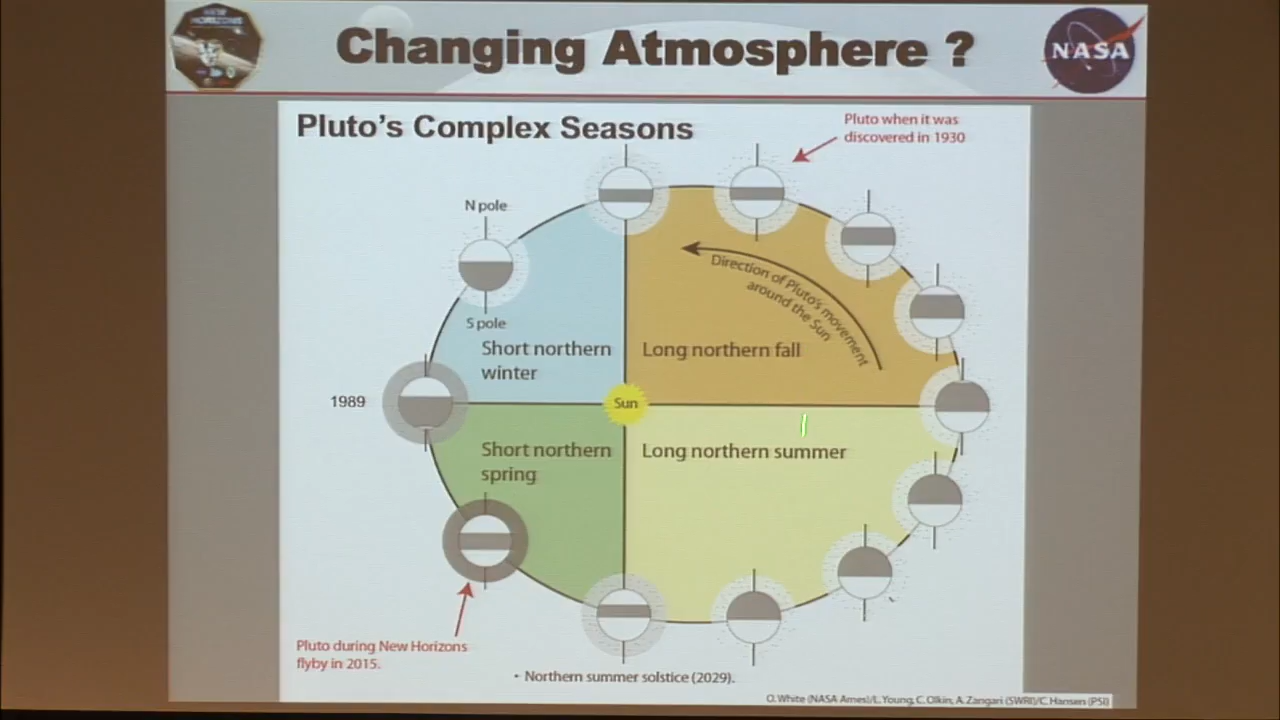 NEW
HORIZONS
Changing Atmosphere ?
NASA
Pluto's Complex Seasons
Pluto when it was
discovered in 1930
N pole
S pole
Direction of Pluto's movement
around the Sun
Short northern
winter
Long northern fall
1989
Sun
Short northern
spring
Long northern summer
Pluto during New Horizons
flyby in 2015.
• Northern summer solstice (2029).
O. White (NASA Ames)/L. Young, C. Olkin, A. Zangari (SWRI)/C. Hansen (PSI)